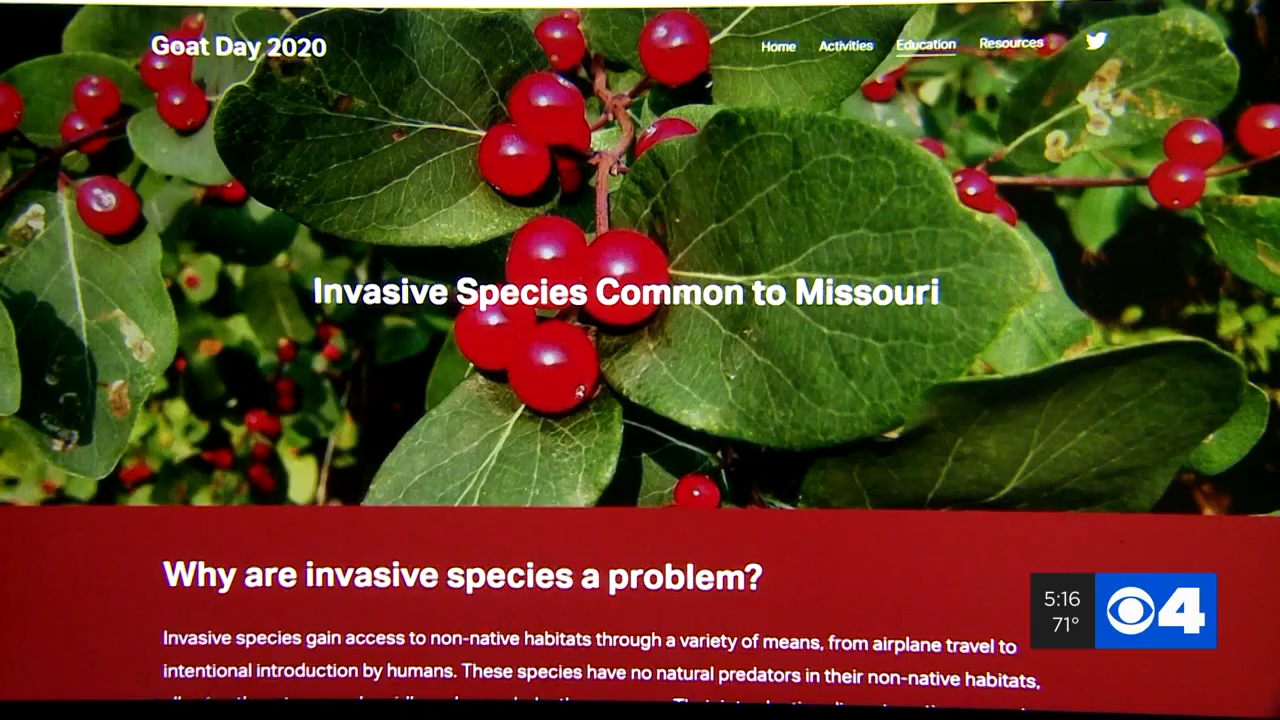 Goat Day 2020
Home Activities Education Resources
Invasive Species Common to Missouri
Why are invasive species a problem?
Invasive species gain access to non-native habitats through a variety of means, from airplane travel to
intentional introduction by humans. These species have no natural predators in their non-native habitats,
5:16
71°
4